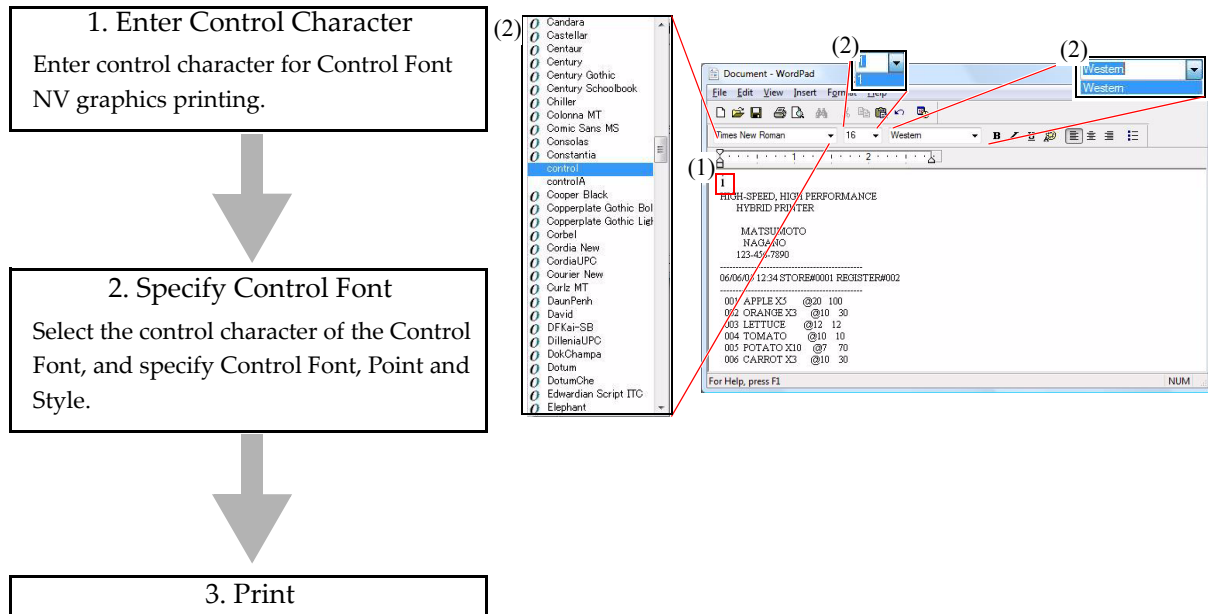 1. Enter Control Character
Enter control character for Control Font
NV graphics printing.
2. Specify Control Font
Select the control character of the Control
Font, and specify Control Font, Point and
Style.
3. Print
(2)
Candara
Castellar
Centaur
Century
Century Gothic
Century Schoolbook
Chiller
Colonna MT
Comic Sans MS
Consolas
Constantia
control
controlA
Cooper Black
Copperplate Gothic Bol
Copperplate Gothic Ligh
Corbel
Cordia New
CordiaUPC
Courier New
Curlz MT
DaunPenh
David
DFKai-SB
DilleniaUPC
DokChampa
Dotum
DotumChe
Edwardian Script ITC
Elephant
(2)
1
(2)
Western
Western
Document - WordPad
File Edit View Insert Format Help
Times New Roman 16 Western B I U
1 2
(1)
1
HIGH-SPEED, HIGH PERFORMANCE
HYBRID PRINTER
MATSUMOTO
NAGANO
123-456-7890
----------------------------------------------
06/06/03 12:34 STORE#0001 REGISTER#002
----------------------------------------------
001 APPLE X5 @20 100
002 ORANGE X3 @10 30
003 LETTUCE @12 12
004 TOMATO @10 10
005 POTATO X10 @7 70
006 CARROT X3 @10 30
For Help, press F1
NUM